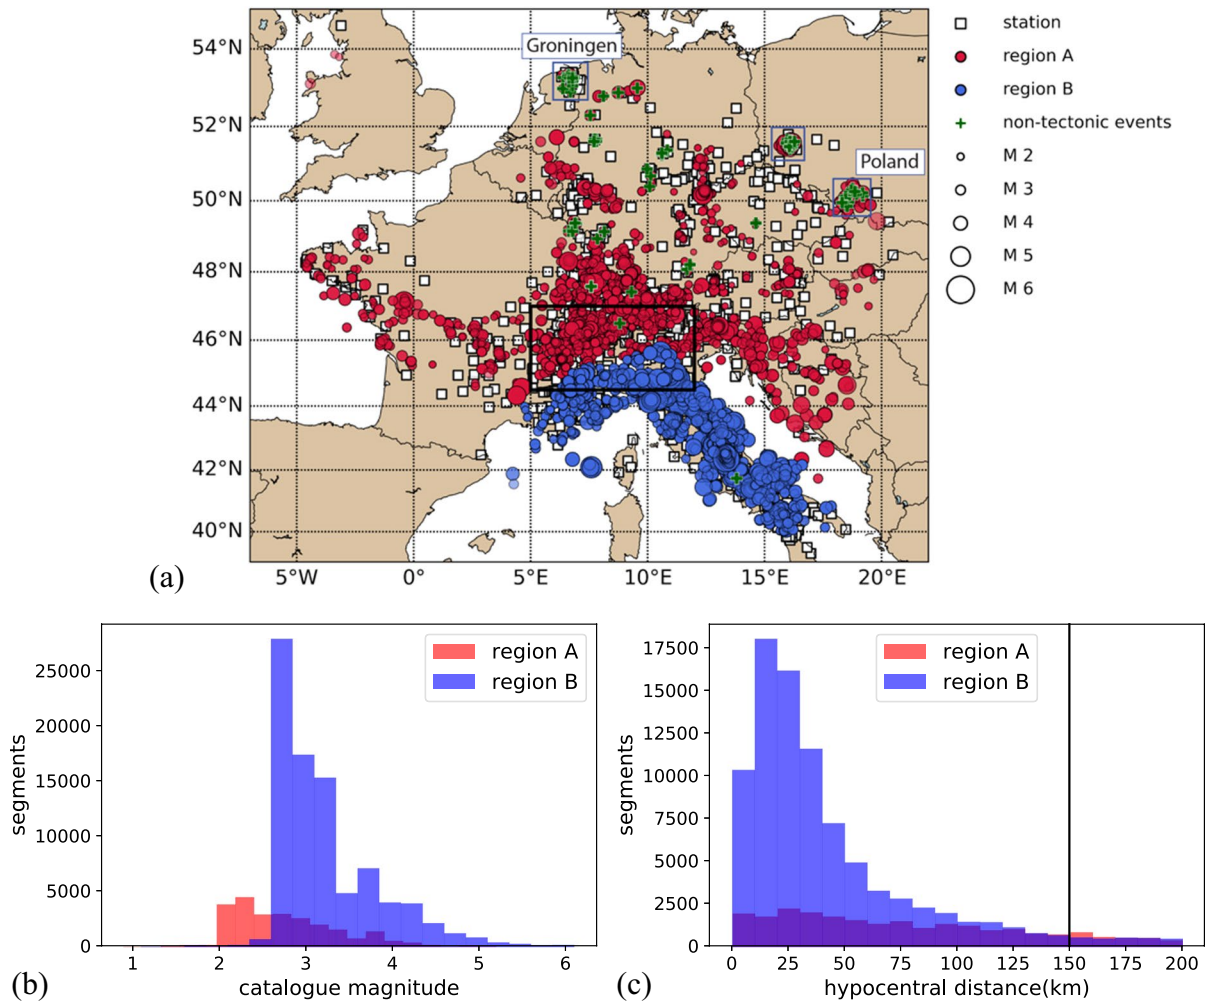 54°N
52°N
50°N
48°N
46°N
44°N
42°N
40°N
5°W 0° 5°E 10°E 15°E 20°E
Groningen
Poland
station
region A
region B
non-tectonic events
M 2
M 3
M 4
M 5
M 6
(a)
25000
20000
15000
10000
5000
0
segments
region A
region B
1 2 3 4 5 6
catalogue magnitude
(b)
17500
15000
12500
10000
7500
5000
2500
0
segments
region A
region B
0 25 50 75 100 125 150 175 200
hypocentral distance(km)
(c)